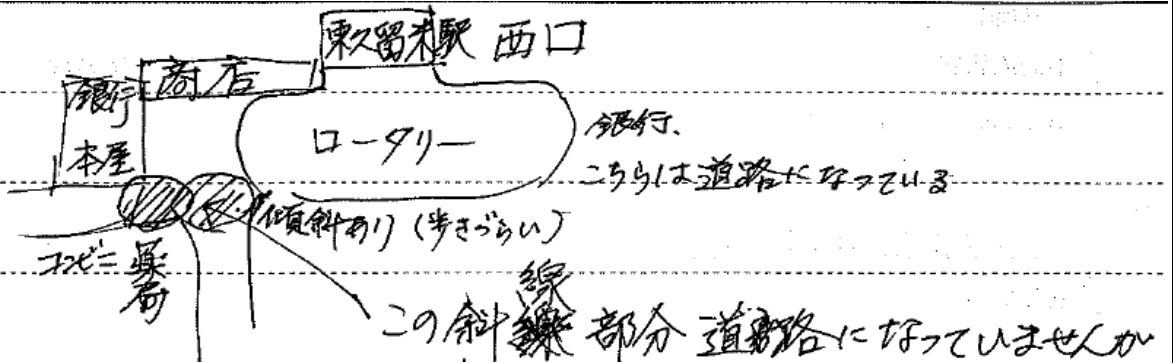 東久留米駅 西口
商店
銀行
本屋
ロータリー
銀行、
こちらは道路になっている
傾斜あり(歩きづらい)
コンビニ
薬局
この斜線部分 道路になっていませんか